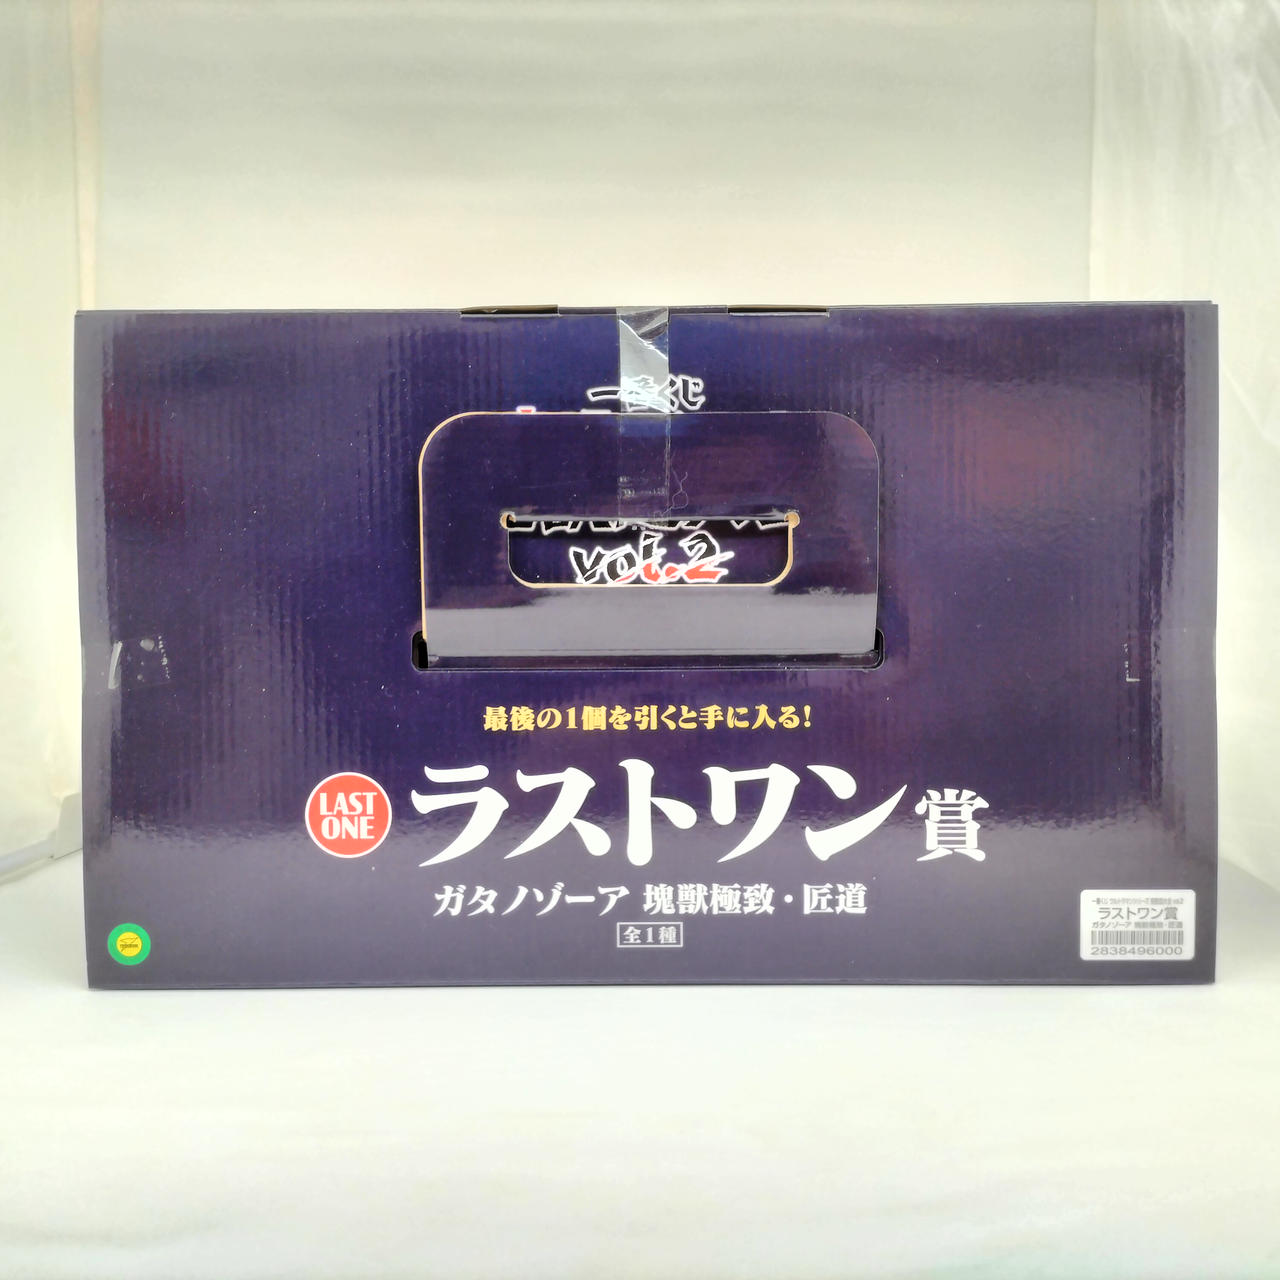 一番くじ
vol.2
最後の1個を引くと手に入る!
LAST
ONE
ラストワン賞
ガタノゾーア 塊獣極致・匠道
全1種
ラストワン賞
ガタノゾーア 塊獣極致・匠道
2838496000